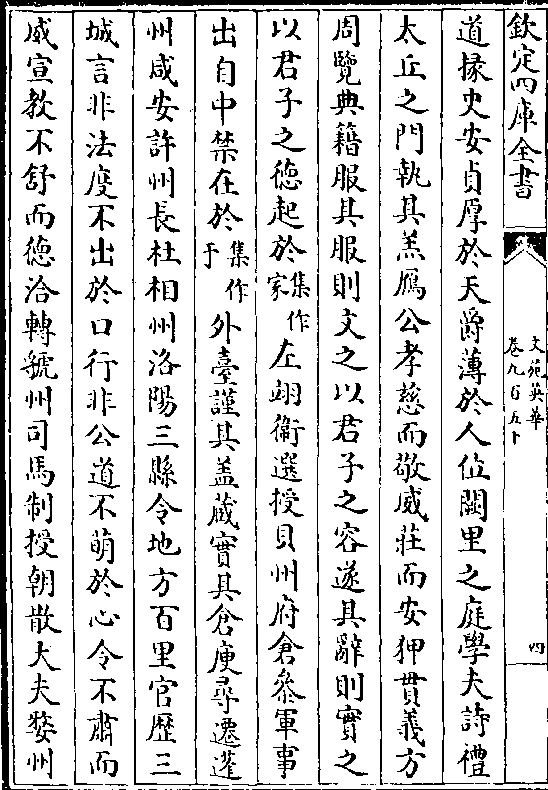 欽定四庫全書
文苑英華
卷九百五十
四
道掾史安貞厚於天爵薄於人位闕里之庭學夫詩禮
太丘之門執其羔鴈公孝慈而敬威莊而安狎貫義方
周覽典籍服其服則文之以君子之容遂其辭則實之
以君子之德起於集作家左翊衞選授貝州府倉叅軍事
出自中禁在於集作于外臺謹其盖蔵實其倉庾尋遷蓬
州咸安許州長杜相州洛陽三縣令地方百里官歴三
城言非法度不出於口行非公道不萌於心令不肅而
威宣教不舒而德洽轉虢州司馬制授朝散大夫婺州